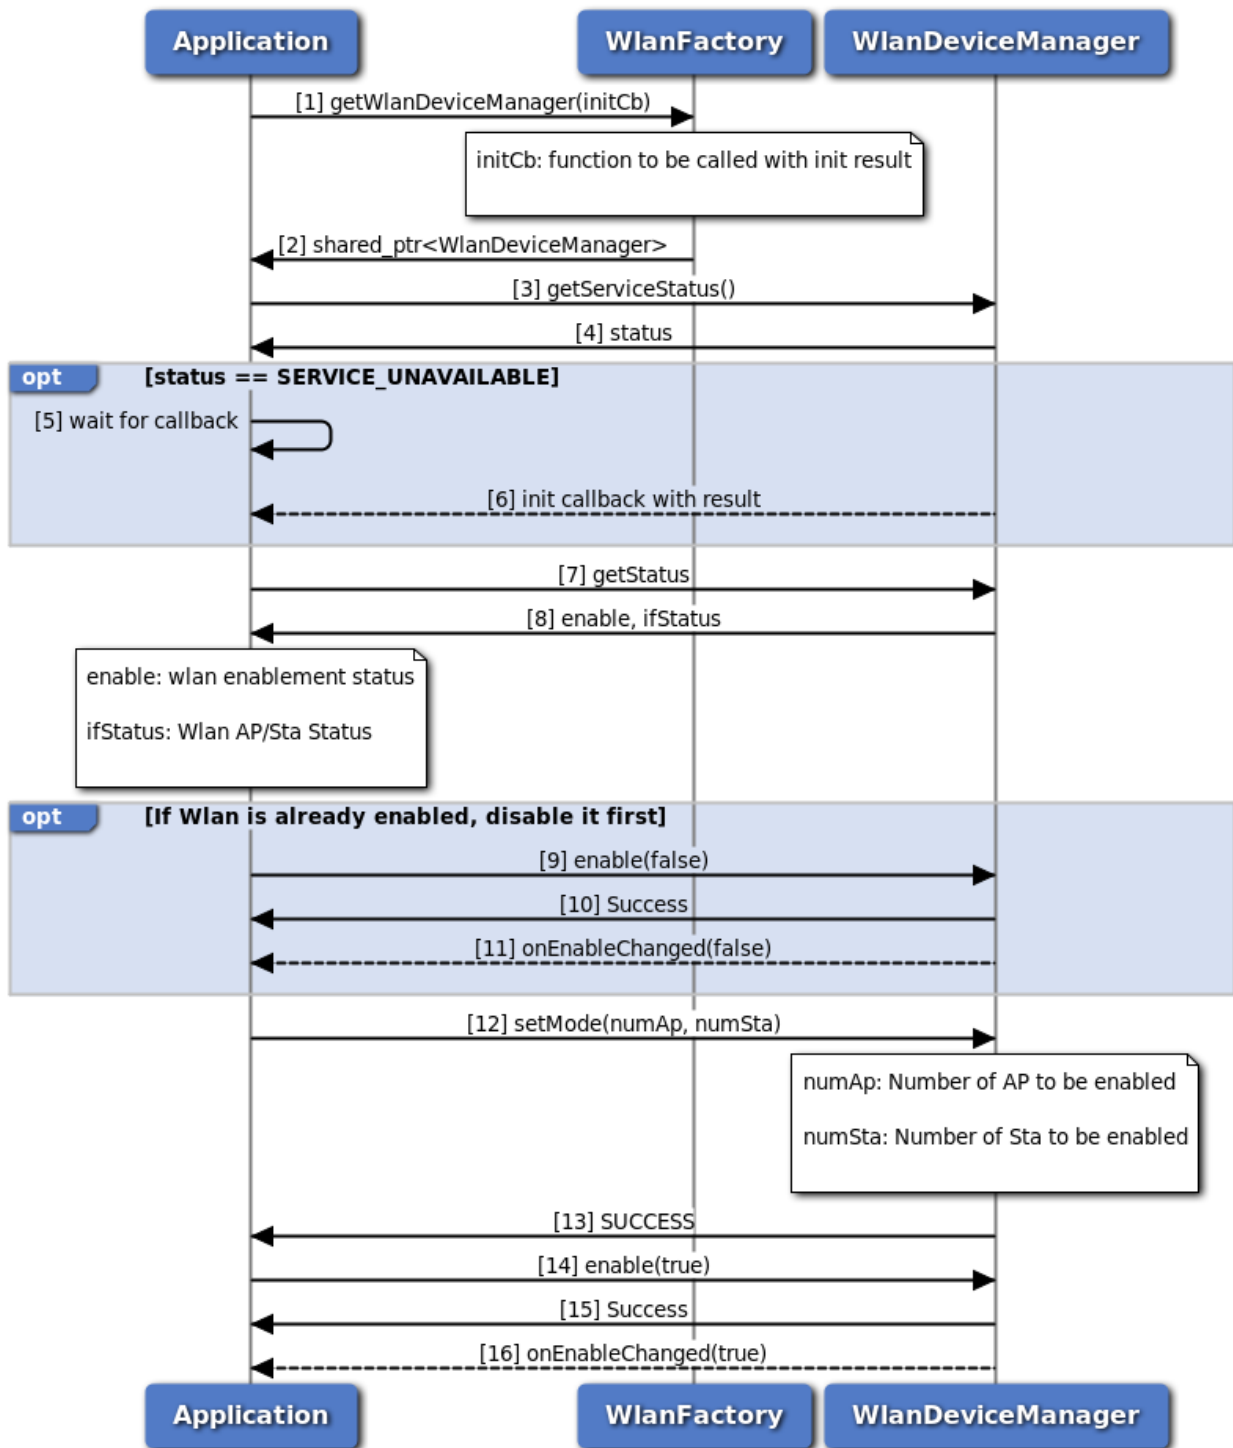 Application
WlanFactory
WlanDeviceManager
[1] getWlanDeviceManager(initCb)
initCb: function to be called with init result
[2] shared_ptr<WlanDeviceManager>
[3] getServiceStatus()
[4] status
opt
[status == SERVICE_UNAVAILABLE]
[5] wait for callback
[6] init callback with result
[7] getStatus
[8] enable, ifStatus
enable: wlan enablement status
ifStatus: Wlan AP/Sta Status
opt
[If Wlan is already enabled, disable it first]
[9] enable(false)
[10] Success
[11] onEnableChanged(false)
[12] setMode(numAp, numSta)
numAp: Number of AP to be enabled
numSta: Number of Sta to be enabled
[13] SUCCESS
[14] enable(true)
[15] Success
[16] onEnableChanged(true)
Application
WlanFactory
WlanDeviceManager